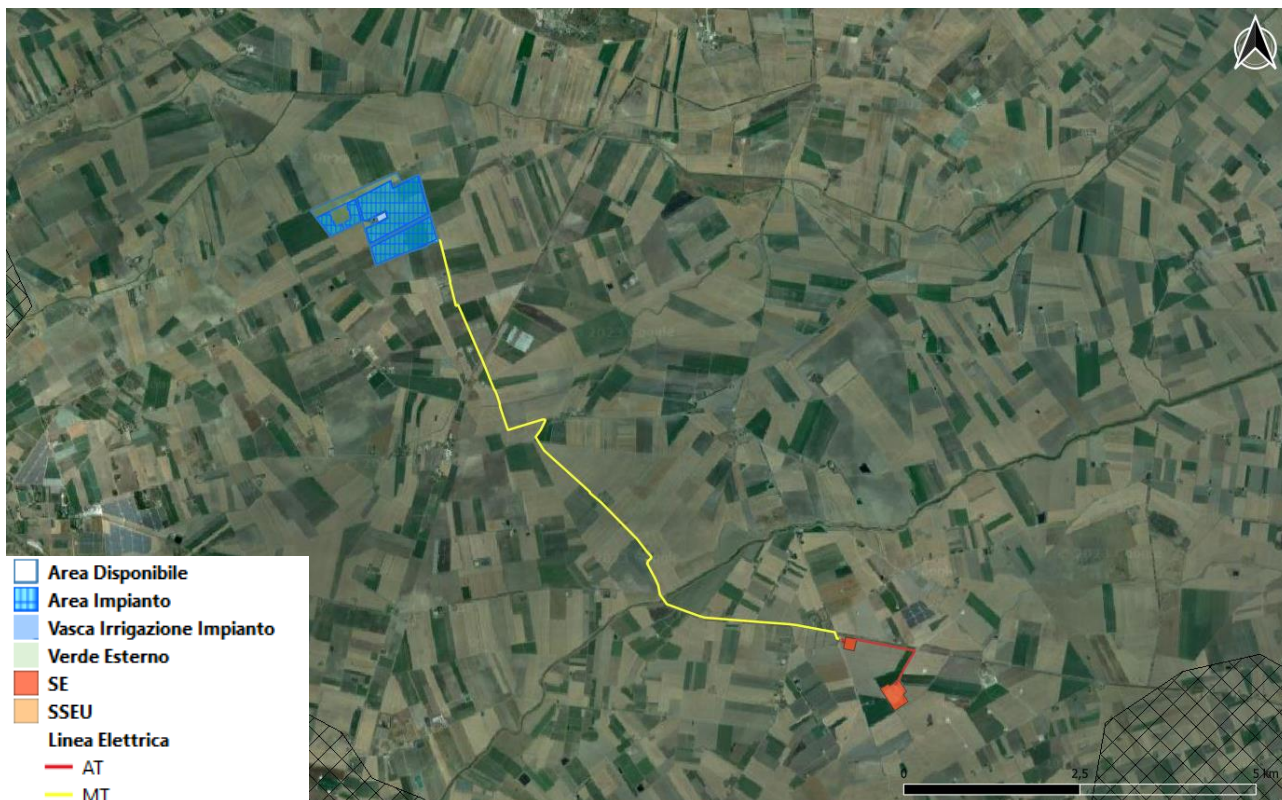 Area Disponibile
Area Impianto
Vasca Irrigazione Impianto
Verde Esterno
SE
SSEU
Linea Elettrica
AT
MT
0 2,5 5 km